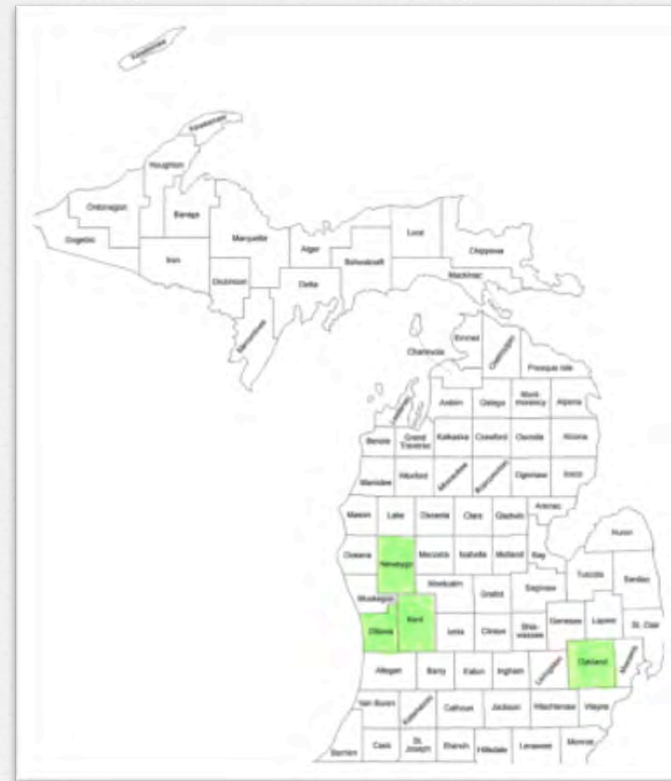 Keweenaw
Houghton
Ontonagon
Baraga
Gogebic
Marquette
Luce
Alger
Chippewa
Iron
Schoolcraft
Mackinac
Dickinson
Delta
Menominee
Emmet
Cheboygan
Charlevoix
Presque Isle
Antrim Otsego Mont-
morency Alpena
Benzie Grand
Traverse Kalkaska Crawford Oscoda Alcona
Manistee Wexford Missaukee Roscommon Ogemaw Iosco
Arenac
Mason Lake Osceola Clare Gladwin
Huron
Oceana Newaygo Mecosta Isabella Midland Bay
Tuscola Sanilac
Montcalm Gratiot Saginaw
Muskegon
Kent Genesee Lapeer St. Clair
Ottawa Ionia Clinton Shia-
wassee
Oakland Macomb
Allegan Barry Eaton Ingham Livingston
Van Buren Kalamazoo Calhoun Jackson Washtenaw Wayne
Berrien Cass St.
Joseph Branch Hillsdale Lenawee Monroe